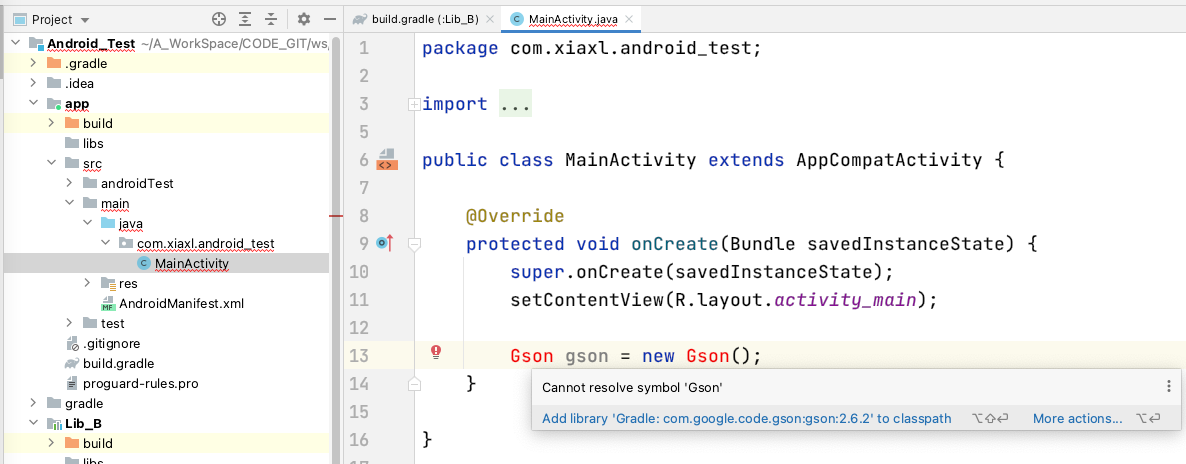 Project
build.gradle (:Lib_B)
MainActivity.java
Android_Test ~/A_WorkSpace/CODE_GIT/ws/
.gradle
.idea
app
build
libs
src
androidTest
main
java
com.xiaxl.android_test
MainActivity
res
AndroidManifest.xml
test
.gitignore
build.gradle
proguard-rules.pro
gradle
Lib_B
build
libs
1 package com.xiaxl.android_test;
2
3 import ...
5
6 public class MainActivity extends AppCompatActivity {
7
8 @Override
9 protected void onCreate(Bundle savedInstanceState) {
10 super.onCreate(savedInstanceState);
11 setContentView(R.layout.activity_main);
12
13 Gson gson = new Gson();
14 }
15
16 }
17
Cannot resolve symbol 'Gson'
Add library 'Gradle: com.google.code.gson:gson:2.6.2' to classpath ⌥⇧⏎ More actions... ⌥⏎